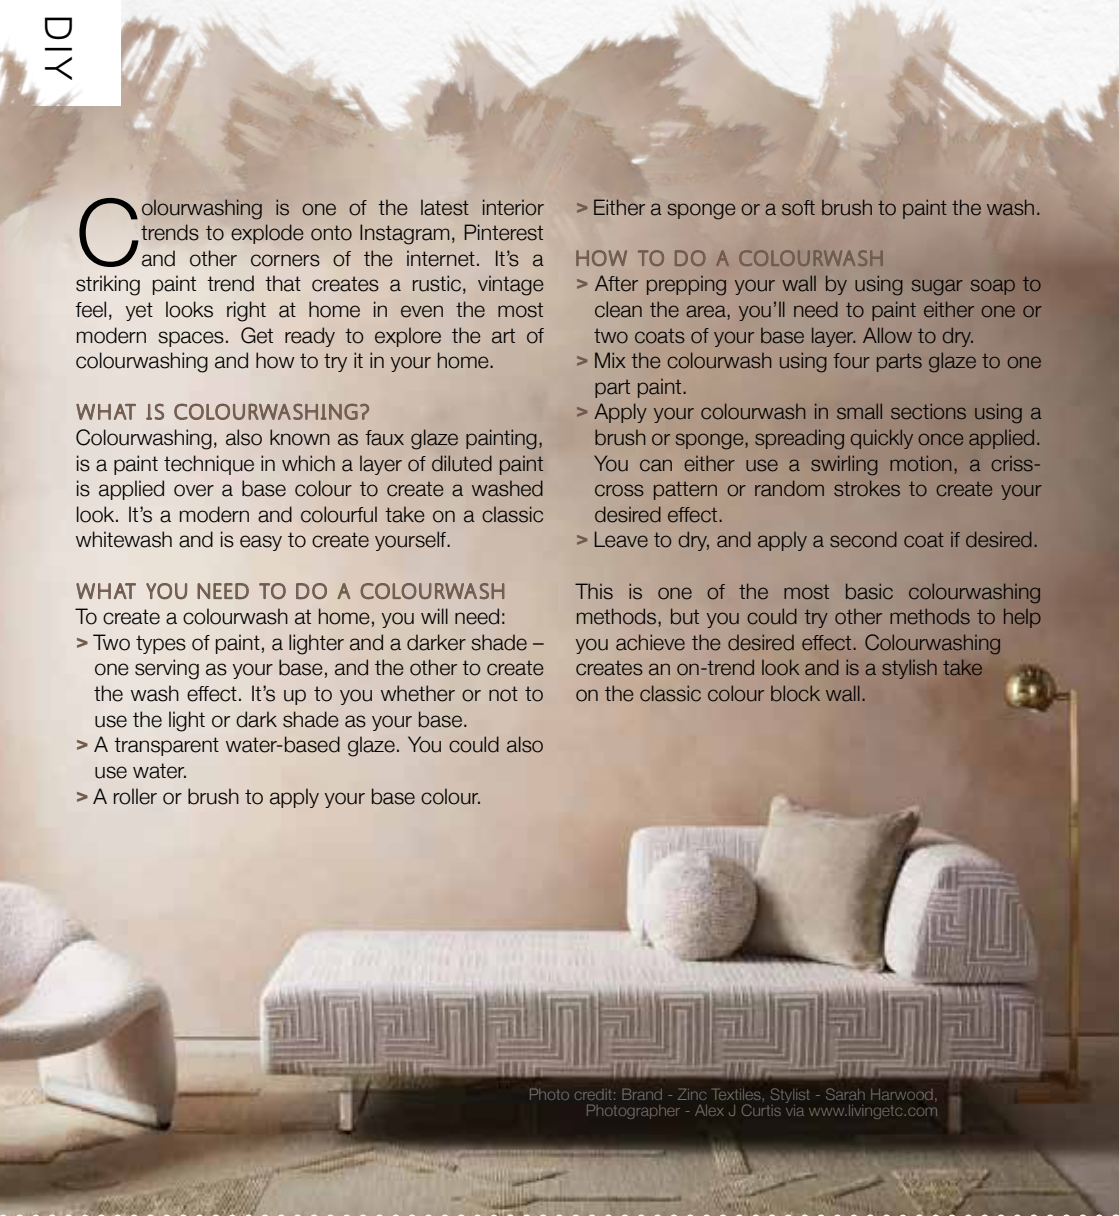 DIY
Colourwashing is one of the latest interior
trends to explode onto Instagram, Pinterest
and other corners of the internet. It's a
striking paint trend that creates a rustic, vintage
feel, yet looks right at home in even the most
modern spaces. Get ready to explore the art of
colourwashing and how to try it in your home.
WHAT IS COLOURWASHING?
Colourwashing, also known as faux glaze painting,
is a paint technique in which a layer of diluted paint
is applied over a base colour to create a washed
look. It's a modern and colourful take on a classic
whitewash and is easy to create yourself.
WHAT YOU NEED TO DO A COLOURWASH
To create a colourwash at home, you will need:
> Two types of paint, a lighter and a darker shade –
one serving as your base, and the other to create
the wash effect. It's up to you whether or not to
use the light or dark shade as your base.
> A transparent water-based glaze. You could also
use water.
> A roller or brush to apply your base colour.
> Either a sponge or a soft brush to paint the wash.
HOW TO DO A COLOURWASH
> After prepping your wall by using sugar soap to
clean the area, you'll need to paint either one or
two coats of your base layer. Allow to dry.
> Mix the colourwash using four parts glaze to one
part paint.
> Apply your colourwash in small sections using a
brush or sponge, spreading quickly once applied.
You can either use a swirling motion, a criss-
cross pattern or random strokes to create your
desired effect.
> Leave to dry, and apply a second coat if desired.
This is one of the most basic colourwashing
methods, but you could try other methods to help
you achieve the desired effect. Colourwashing
creates an on-trend look and is a stylish take
on the classic colour block wall.
Photo credit: Brand - Zinc Textiles, Stylist - Sarah Harwood,
Photographer - Alex J Curtis via www.livingetc.com